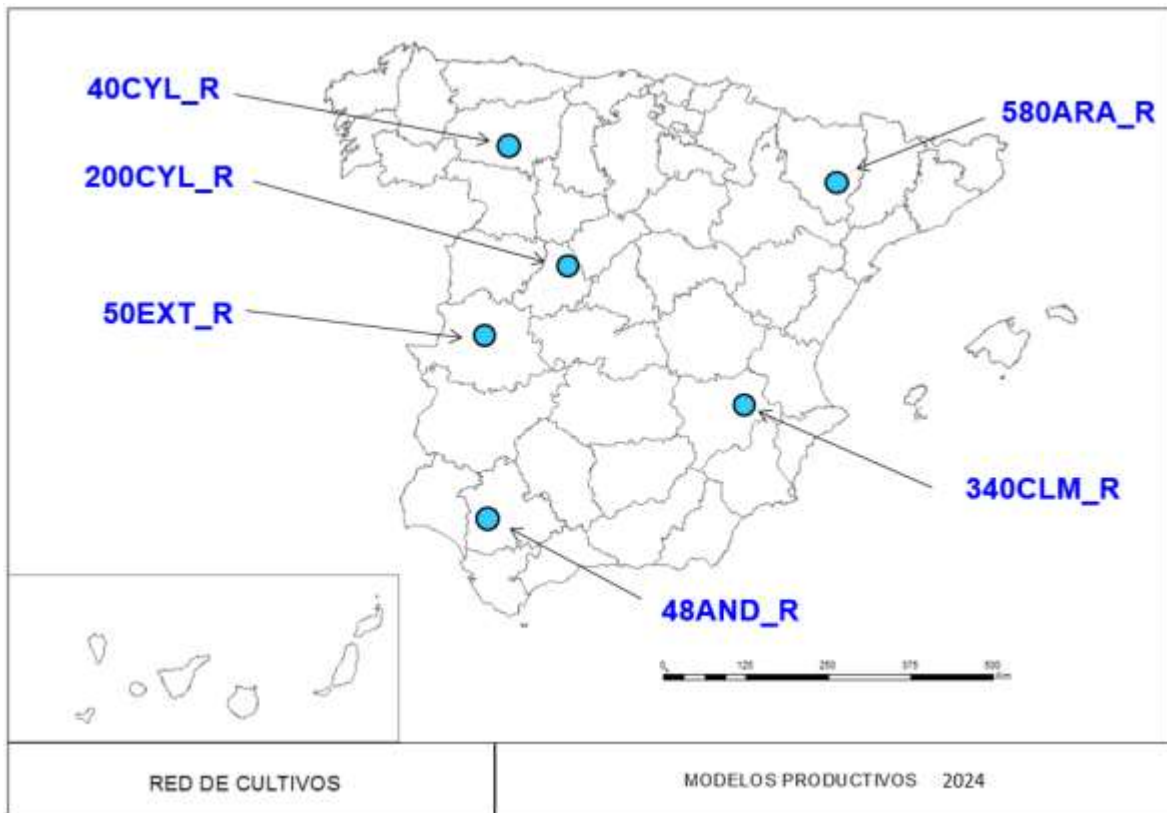 40CYL_R
580ARA_R
200CYL_R
50EXT_R
340CLM_R
48AND_R
0 125 250 375 500
RED DE CULTIVOS
MODELOS PRODUCTIVOS 2024